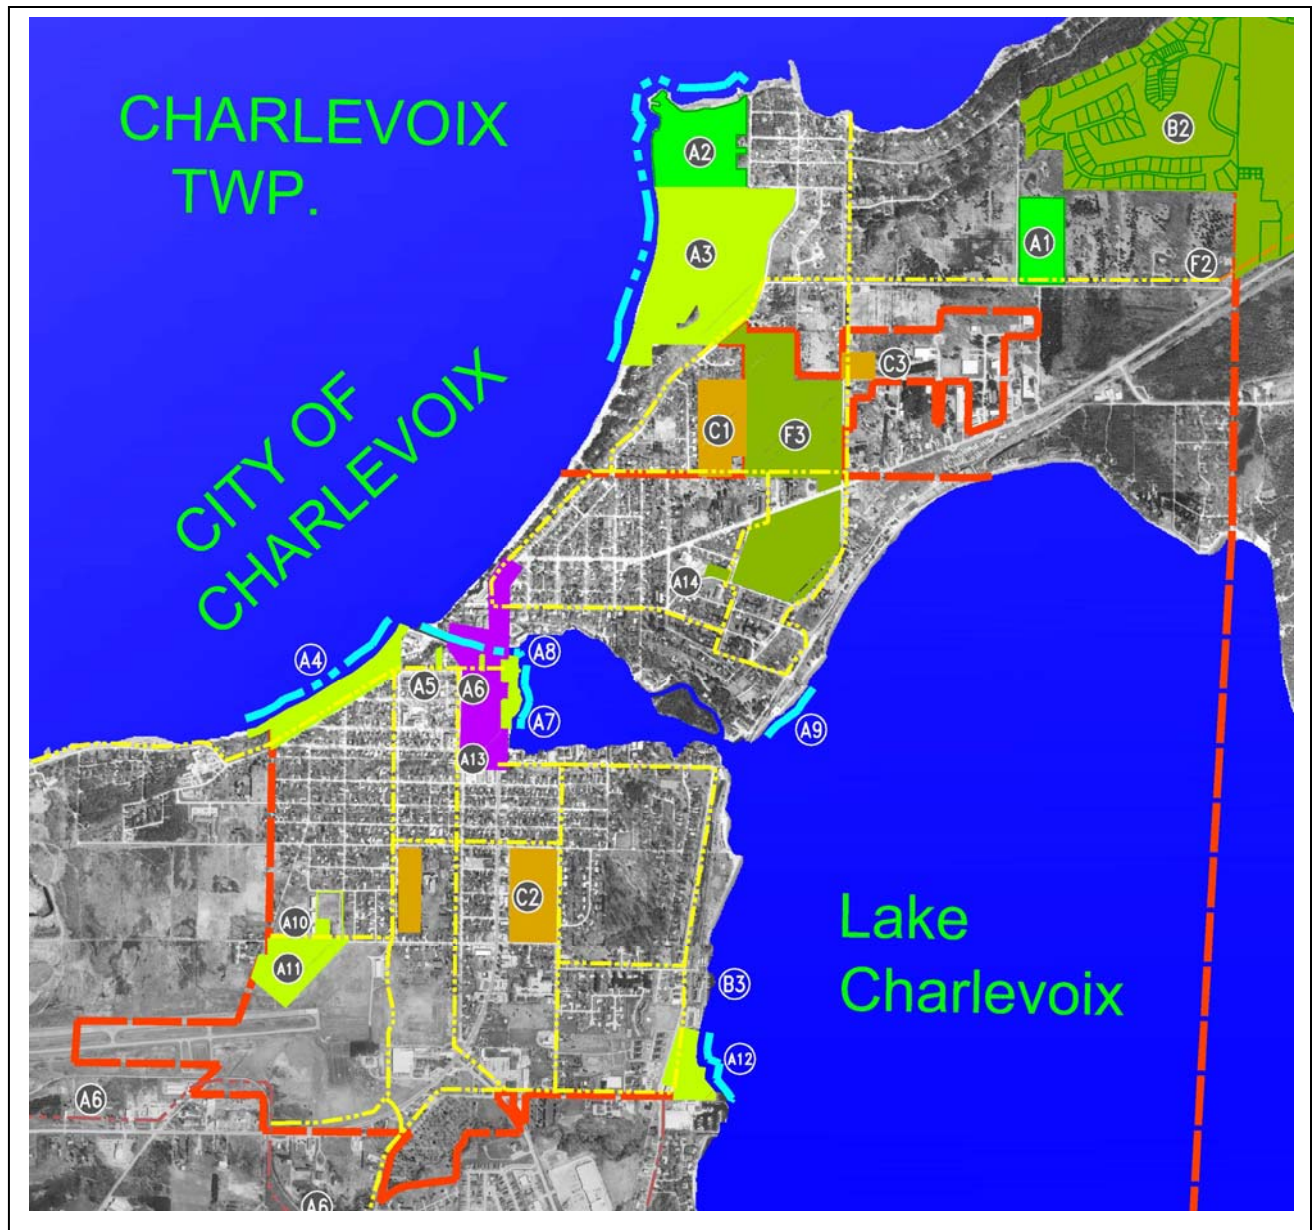 CHARLEVOIX
TWP.
A2
B2
A3
A1
F2
C3
C1
F3
CITY OF
CHARLEVOIX
A14
A4
A8
A5
A6
A7
A9
A13
C2
A10
A11
Lake
Charlevoix
B3
A12
A6
A6